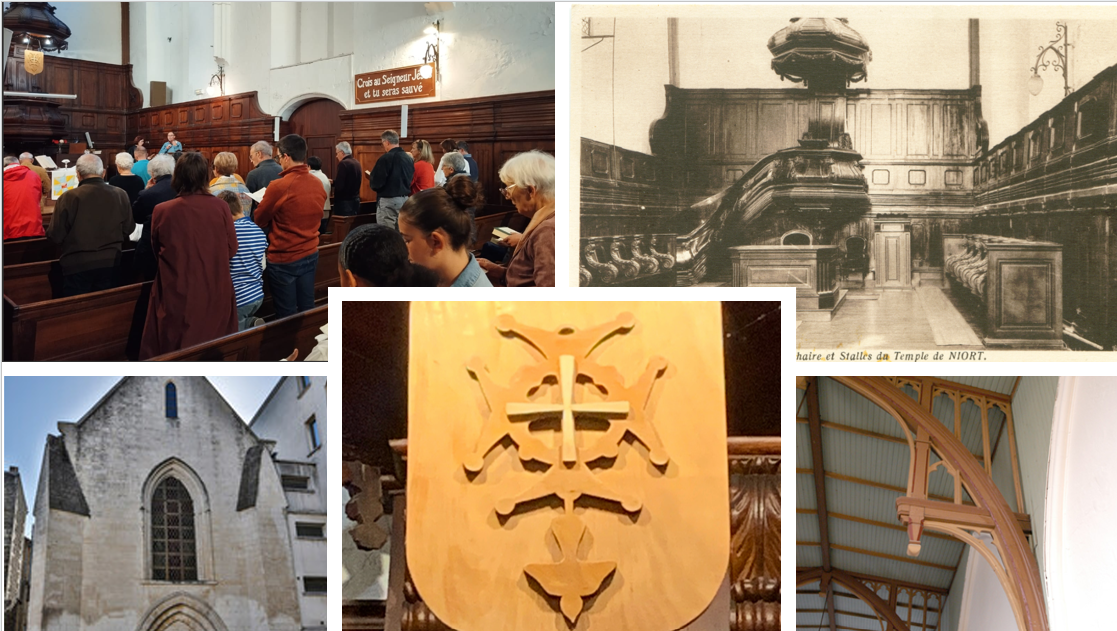 Crois au Seigneur Jésus
et tu seras sauvé
haire et Stalles du Temple de NIORT.